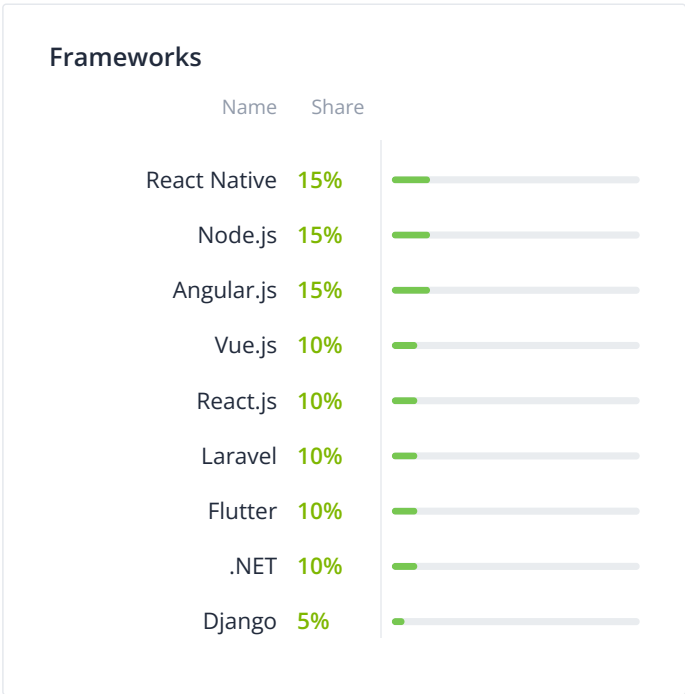 Frameworks
Name Share
React Native 15%
Node.js 15%
Angular.js 15%
Vue.js 10%
React.js 10%
Laravel 10%
Flutter 10%
.NET 10%
Django 5%